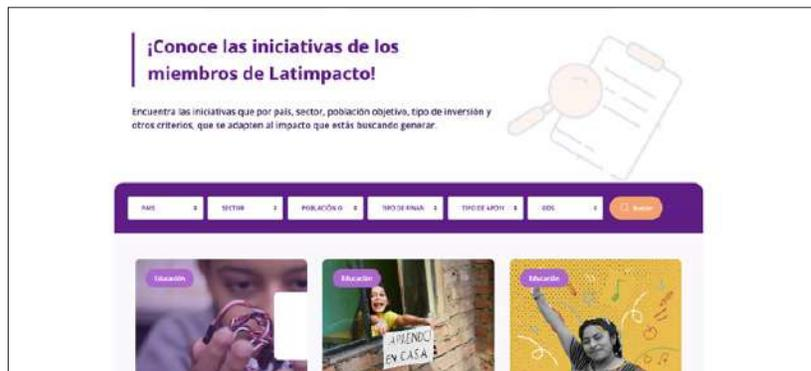 ¡Conoce las iniciativas de los
miembros de Latimpacto!
Encuentra las iniciativas que por país, sector, población objetivo, tipo de inversión y
otros criterios, que se adapten al impacto que estás buscando generar.
PAÍS SECTOR POBLACIÓN O TIPO DE FINAN TIPO DE APOY ODS Buscar
Educación Educación Educación
APRENDO
EN CASA